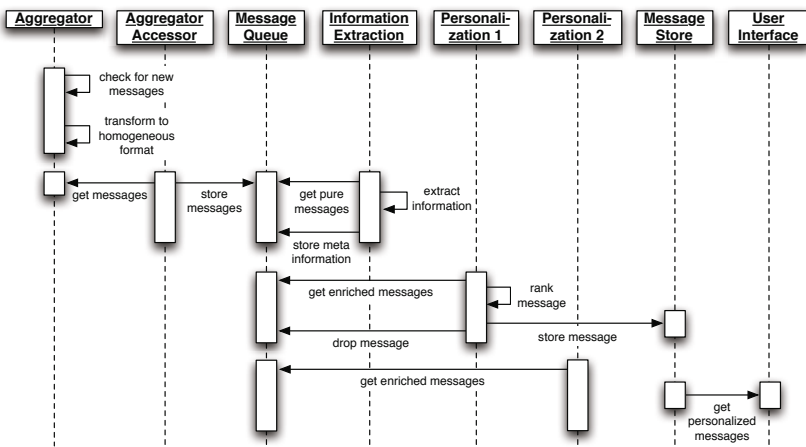 Aggregator
Aggregator
Accessor
Message
Queue
Information
Extraction
Personali-
zation 1
Personali-
zation 2
Message
Store
User
Interface
check for new
messages
transform to
homogeneous
format
get messages
store
messages
get pure
messages
extract
information
store meta
information
get enriched messages
rank
message
drop message
store message
get enriched messages
get
personalized
messages